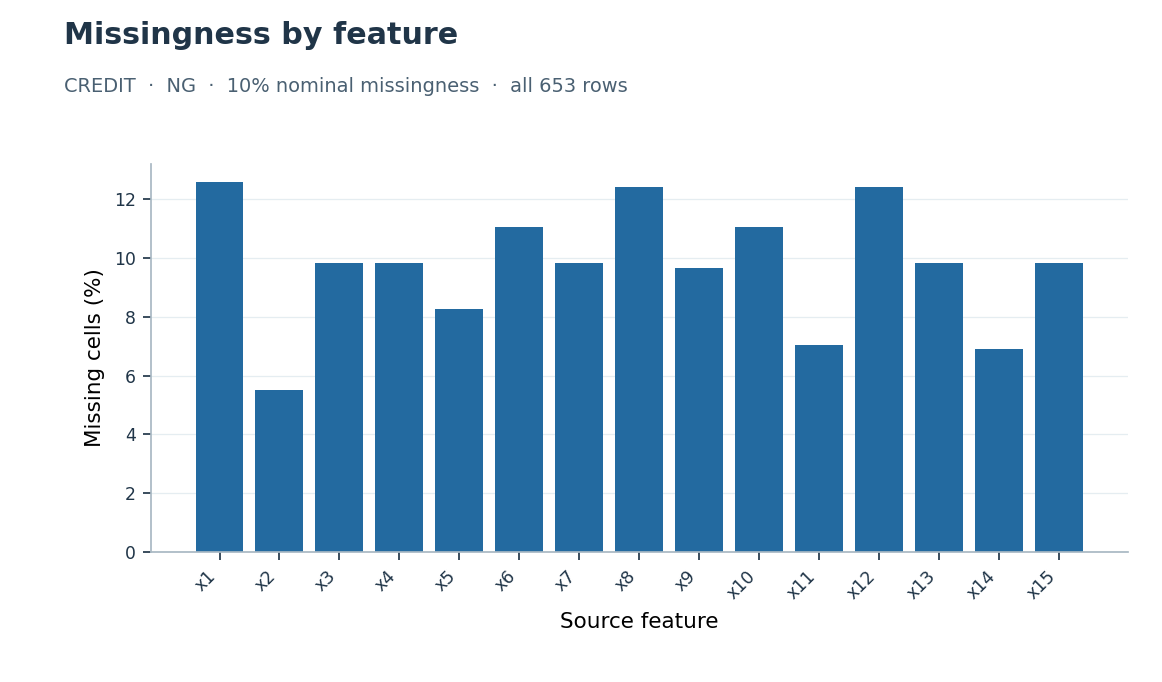 Missingness by feature
CREDIT · NG · 10% nominal missingness · all 653 rows
Missing cells (%)
12
10
8
6
4
2
0
x1 x2 x3 x4 x5 x6 x7 x8 x9 x10 x11 x12 x13 x14 x15
Source feature